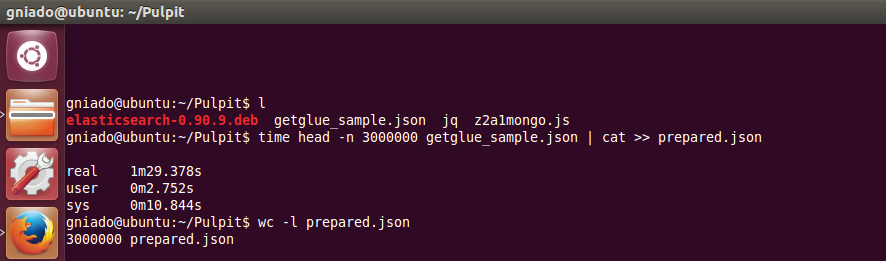 gniado@ubuntu: ~/Pulpit
gniado@ubuntu:~/Pulpit$ l
elasticsearch-0.90.9.deb  getglue_sample.json  jq  z2a1mongo.js
gniado@ubuntu:~/Pulpit$ time head -n 3000000 getglue_sample.json | cat >> prepared.json
real    1m29.378s
user    0m2.752s
sys     0m10.844s
gniado@ubuntu:~/Pulpit$ wc -l prepared.json
3000000 prepared.json